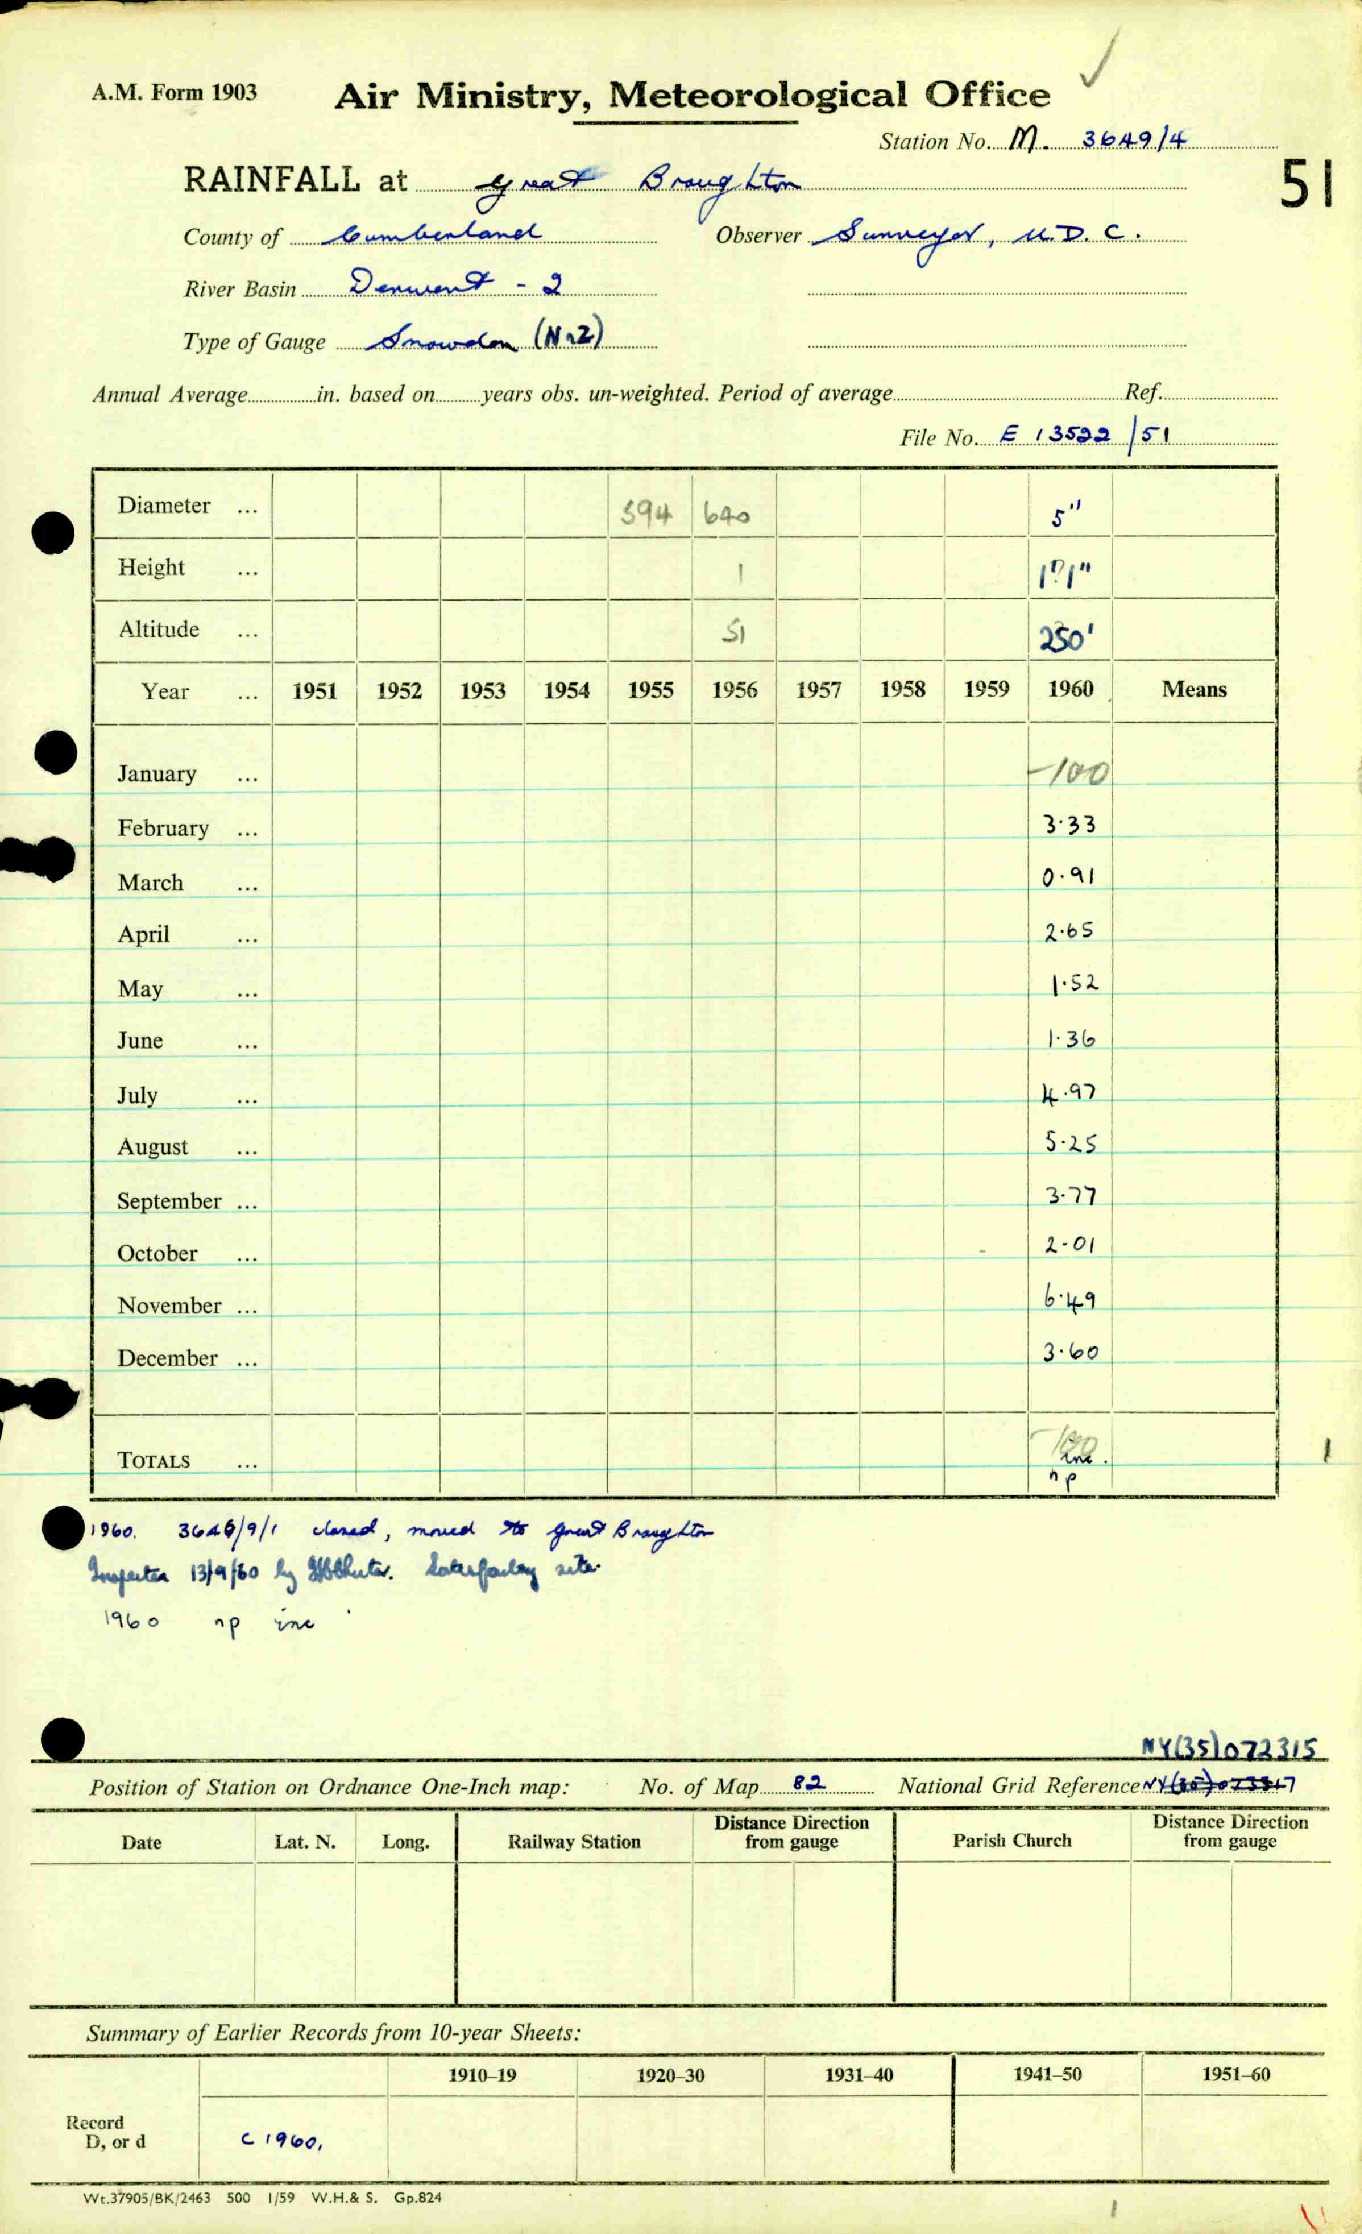 A.M. Form 1903 Air Ministry, Meteorological Office
Station No. M. 3649/4
RAINFALL at Great Broughton 51
County of Cumberland Observer Surveyor, U.D.C.
River Basin Derwent - 2
Type of Gauge Snowdon (N.2)
Annual Average in. based on years obs. un-weighted. Period of average Ref.
File No. E 13522/51
Diameter ... 394 640 5"
Height ... 1 1' 1"
Altitude ... 51 250'
Year ... 1951 1952 1953 1954 1955 1956 1957 1958 1959 1960 Means
January ... -100
February ... 3.33
March ... 0.91
April ... 2.65
May ... 1.52
June ... 1.36
July ... 4.97
August ... 5.25
September ... 3.77
October ... 2.01
November ... 6.49
December ... 3.60
TOTALS ... -100 inc. 1
np
1960. 3646/9/1 closed, moved to Great Broughton
Inspected 13/9/60 by Satisfactory site.
1960 np inc
NY(35)072315
Position of Station on Ordnance One-Inch map: No. of Map 82 National Grid Reference
Date Lat. N. Long. Railway Station Distance Direction from gauge Parish Church Distance Direction from gauge
Summary of Earlier Records from 10-year Sheets:
1910-19 1920-30 1931-40 1941-50 1951-60
Record
D, or d C 1960.
Wt.37905/BK/2463 500 1/59 W.H.& S. Gp.824
1